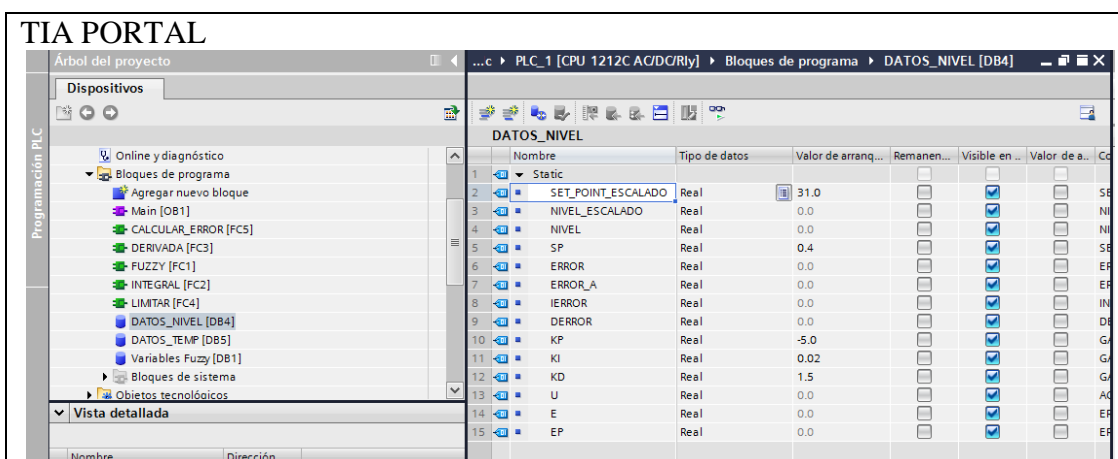 TIA PORTAL
Árbol del proyecto
Dispositivos
Programación PLC
Online y diagnóstico
Bloques de programa
Agregar nuevo bloque
Main [OB1]
CALCULAR_ERROR [FC5]
DERIVADA [FC3]
FUZZY [FC1]
INTEGRAL [FC2]
LIMITAR [FC4]
DATOS_NIVEL [DB4]
DATOS_TEMP [DB5]
Variables Fuzzy [DB1]
Bloques de sistema
Objetos tecnológicos
Vista detallada
Nombre Dirección
...c PLC_1 [CPU 1212C AC/DC/Rly] Bloques de programa DATOS_NIVEL [DB4]
DATOS_NIVEL
Nombre Tipo de datos Valor de arranq... Remanen... Visible en .. Valor de a.. Co
1 Static
2 SET_POINT_ESCALADO Real 31.0 SE
3 NIVEL_ESCALADO Real 0.0 NI
4 NIVEL Real 0.0 NI
5 SP Real 0.4 SE
6 ERROR Real 0.0 ER
7 ERROR_A Real 0.0 ER
8 IERROR Real 0.0 IN
9 DERROR Real 0.0 DE
10 KP Real -5.0 GA
11 KI Real 0.02 GA
12 KD Real 1.5 GA
13 U Real 0.0 AC
14 E Real 0.0 ER
15 EP Real 0.0 ER